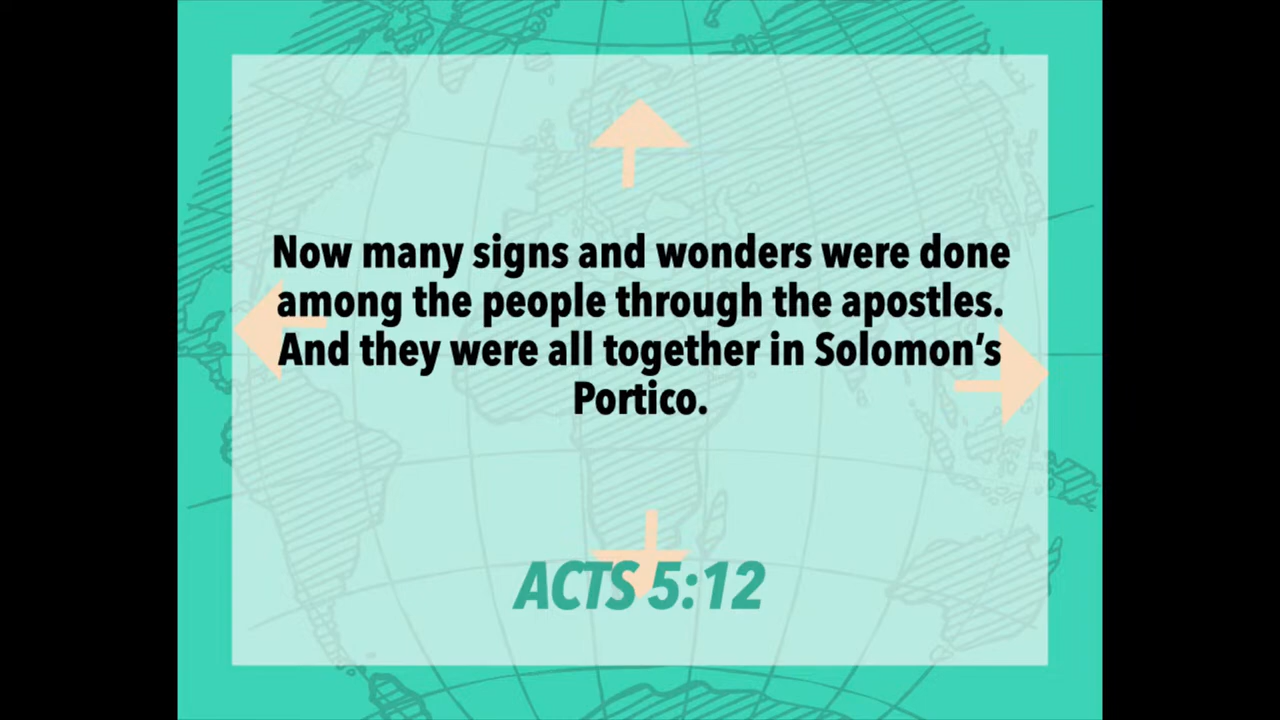 Now many signs and wonders were done
among the people through the apostles.
And they were all together in Solomon’s
Portico.
ACTS 5:12